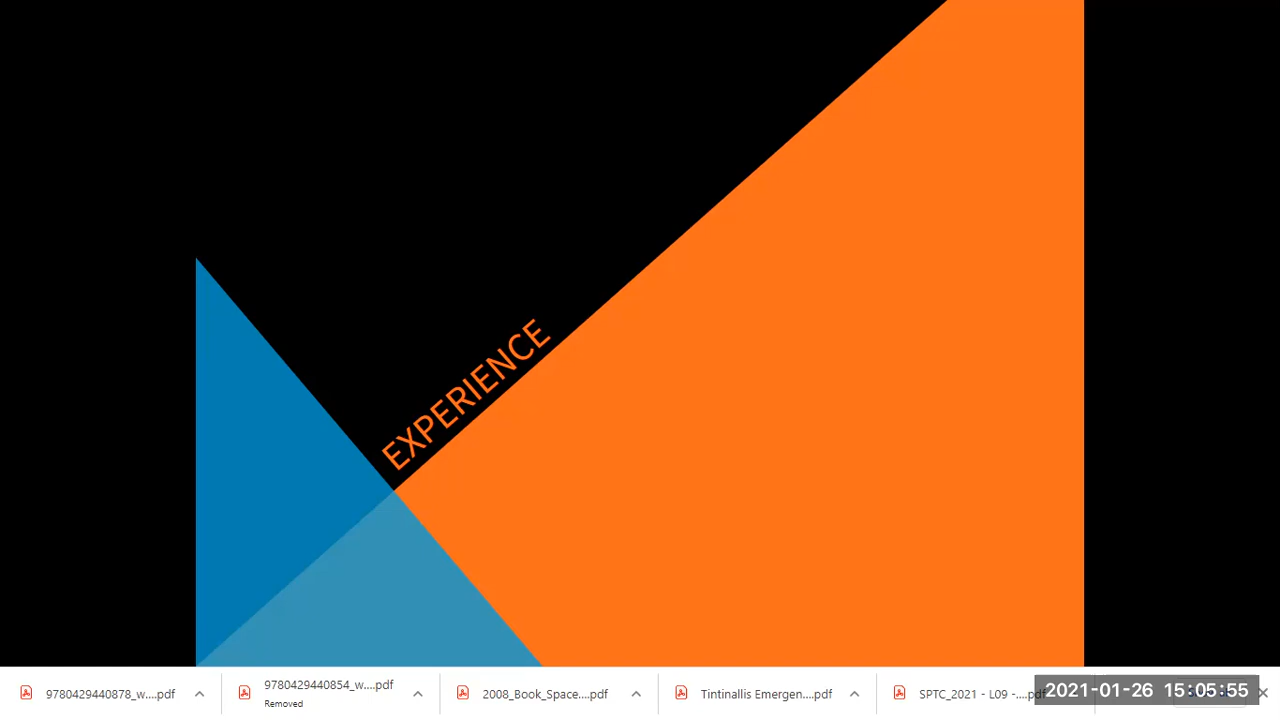 EXPERIENCE
9780429440878_w....pdf
9780429440854_w....pdf
Removed
2008_Book_Space....pdf
Tintinallis Emergen....pdf
SPTC_2021 - L09 -....pdf
2021-01-26 15:05:55